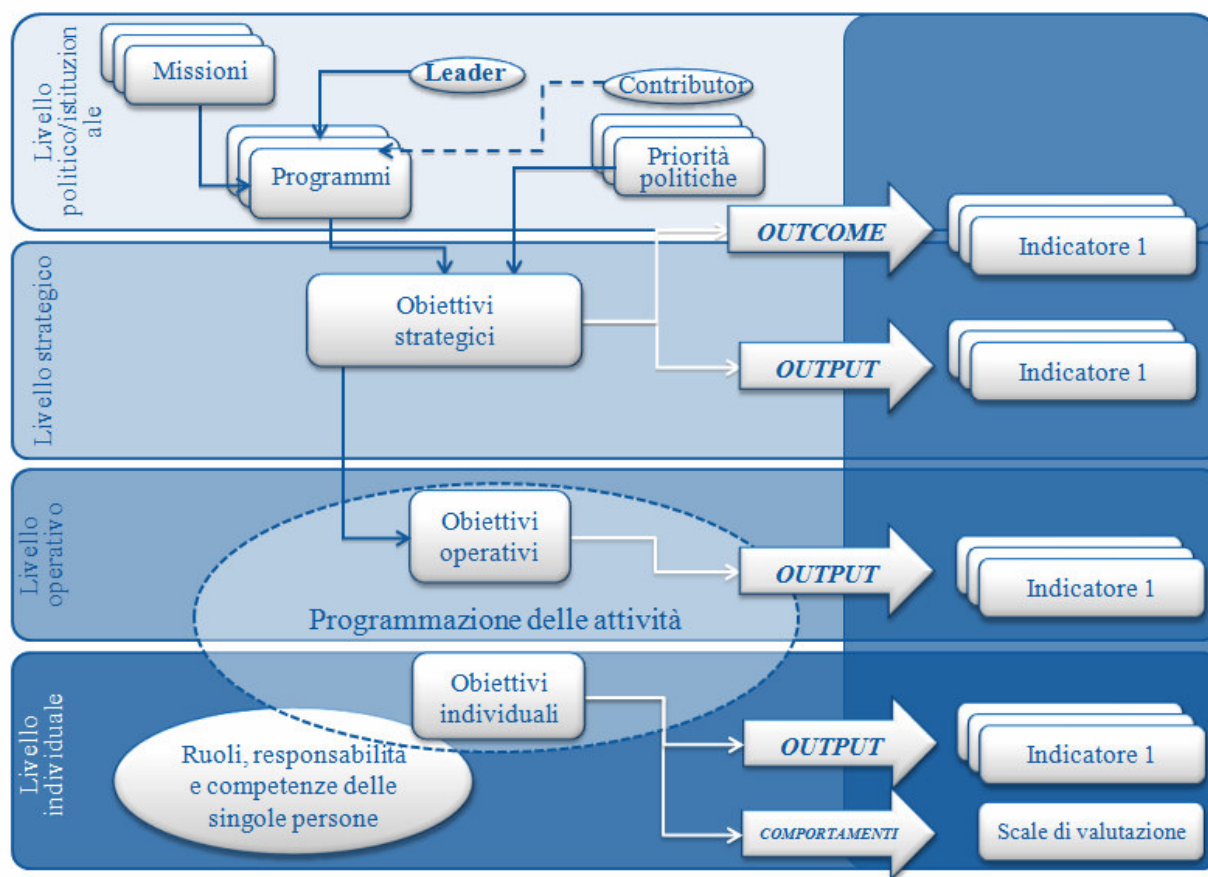 Livello
politico/istituzion
ale
Missioni
Leader
Contributor
Programmi
Priorità
politiche
OUTCOME
Indicatore 1
Livello strategico
Obiettivi
strategici
OUTPUT
Indicatore 1
Livello
operativo
Obiettivi
operativi
OUTPUT
Indicatore 1
Programmazione delle attività
Livello
individuale
Obiettivi
individuali
Ruoli, responsabilità
e competenze delle
singole persone
OUTPUT
Indicatore 1
COMPORTAMENTI
Scale di valutazione